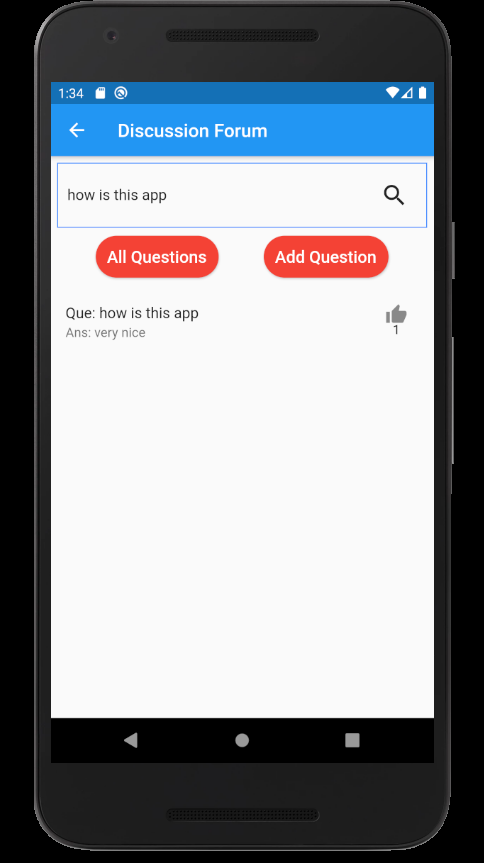 1:34
Discussion Forum
how is this app
All Questions
Add Question
Que: how is this app
Ans: very nice
1